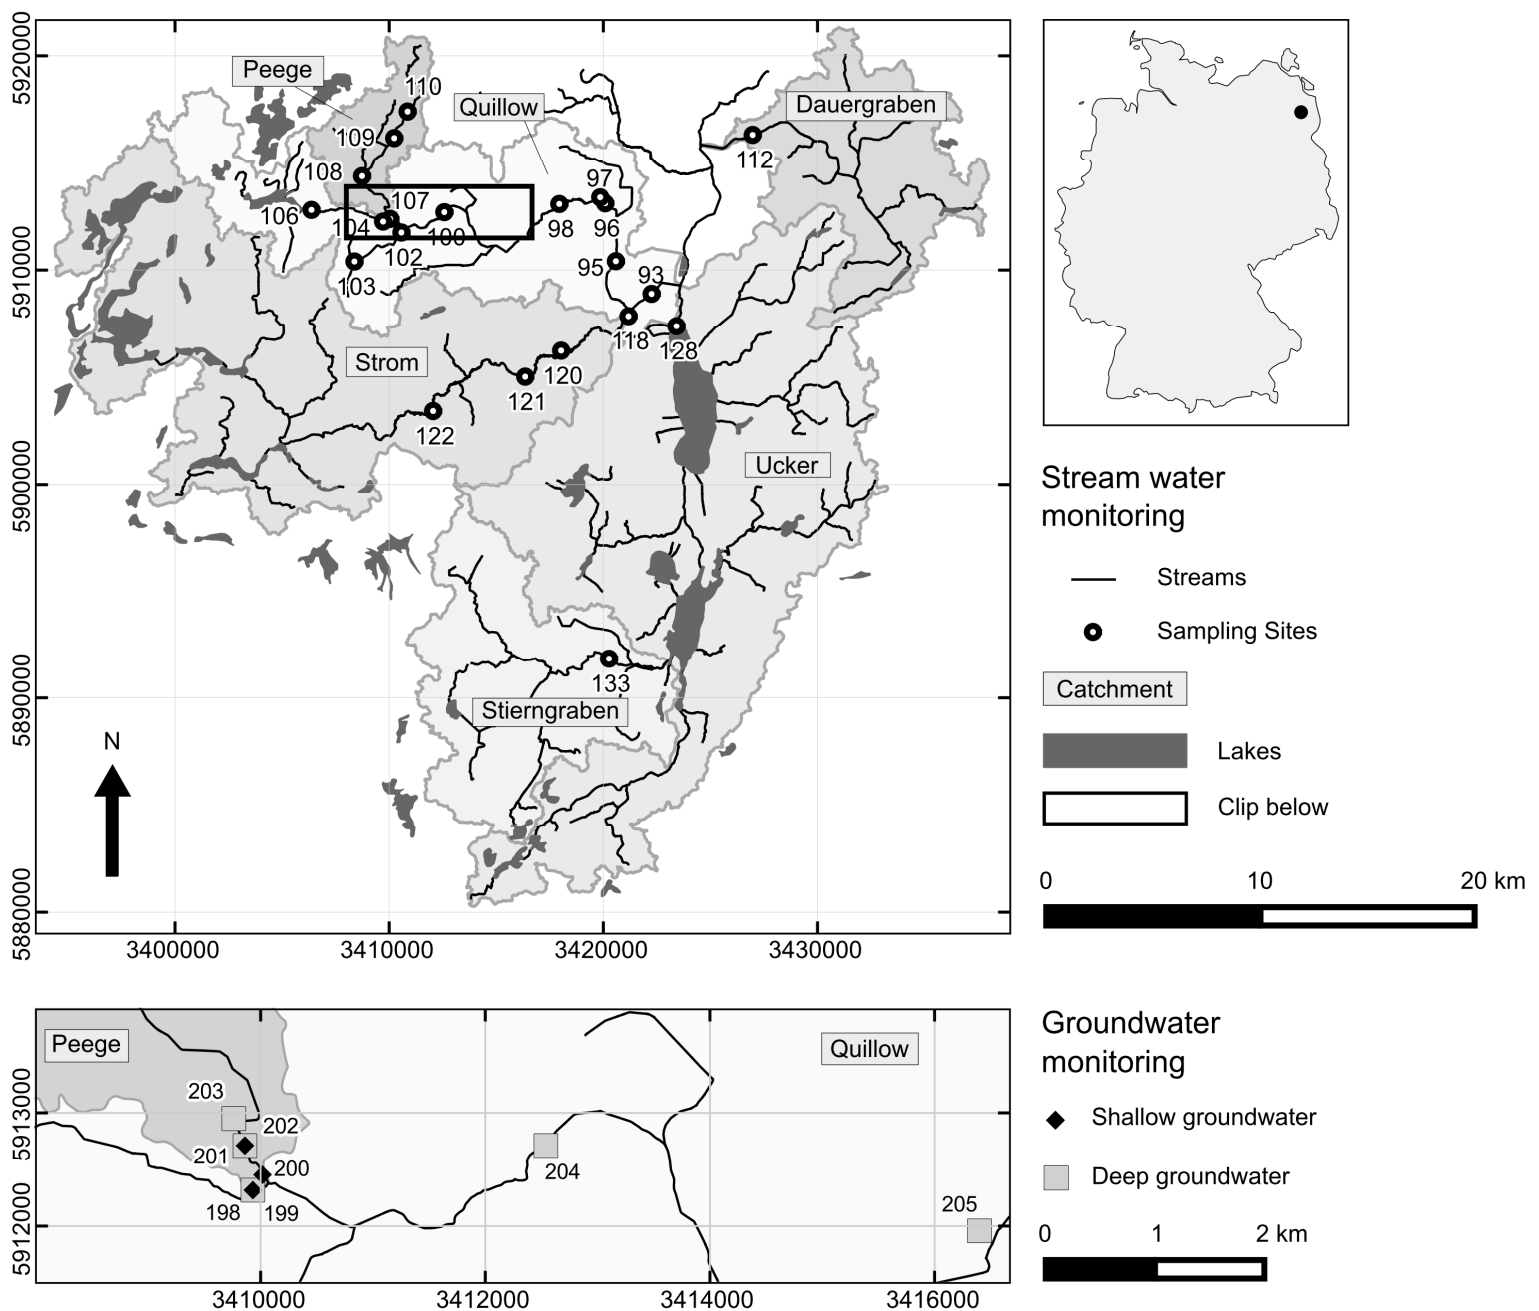 5920000
5910000
5900000
5890000
5880000
Peege
110
Quillow
Dauergraben
109
112
108
97
107
106
104
100
98
96
102
95
103
93
118
128
Strom
120
121
122
Ucker
133
Stierngraben
N
3400000
3410000
3420000
3430000
Stream water
monitoring
Streams
Sampling Sites
Catchment
Lakes
Clip below
0 10 20 km
Peege
Quillow
203
202
201
200
198 199
204
205
5913000
5912000
3410000
3412000
3414000
3416000
Groundwater
monitoring
Shallow groundwater
Deep groundwater
0 1 2 km